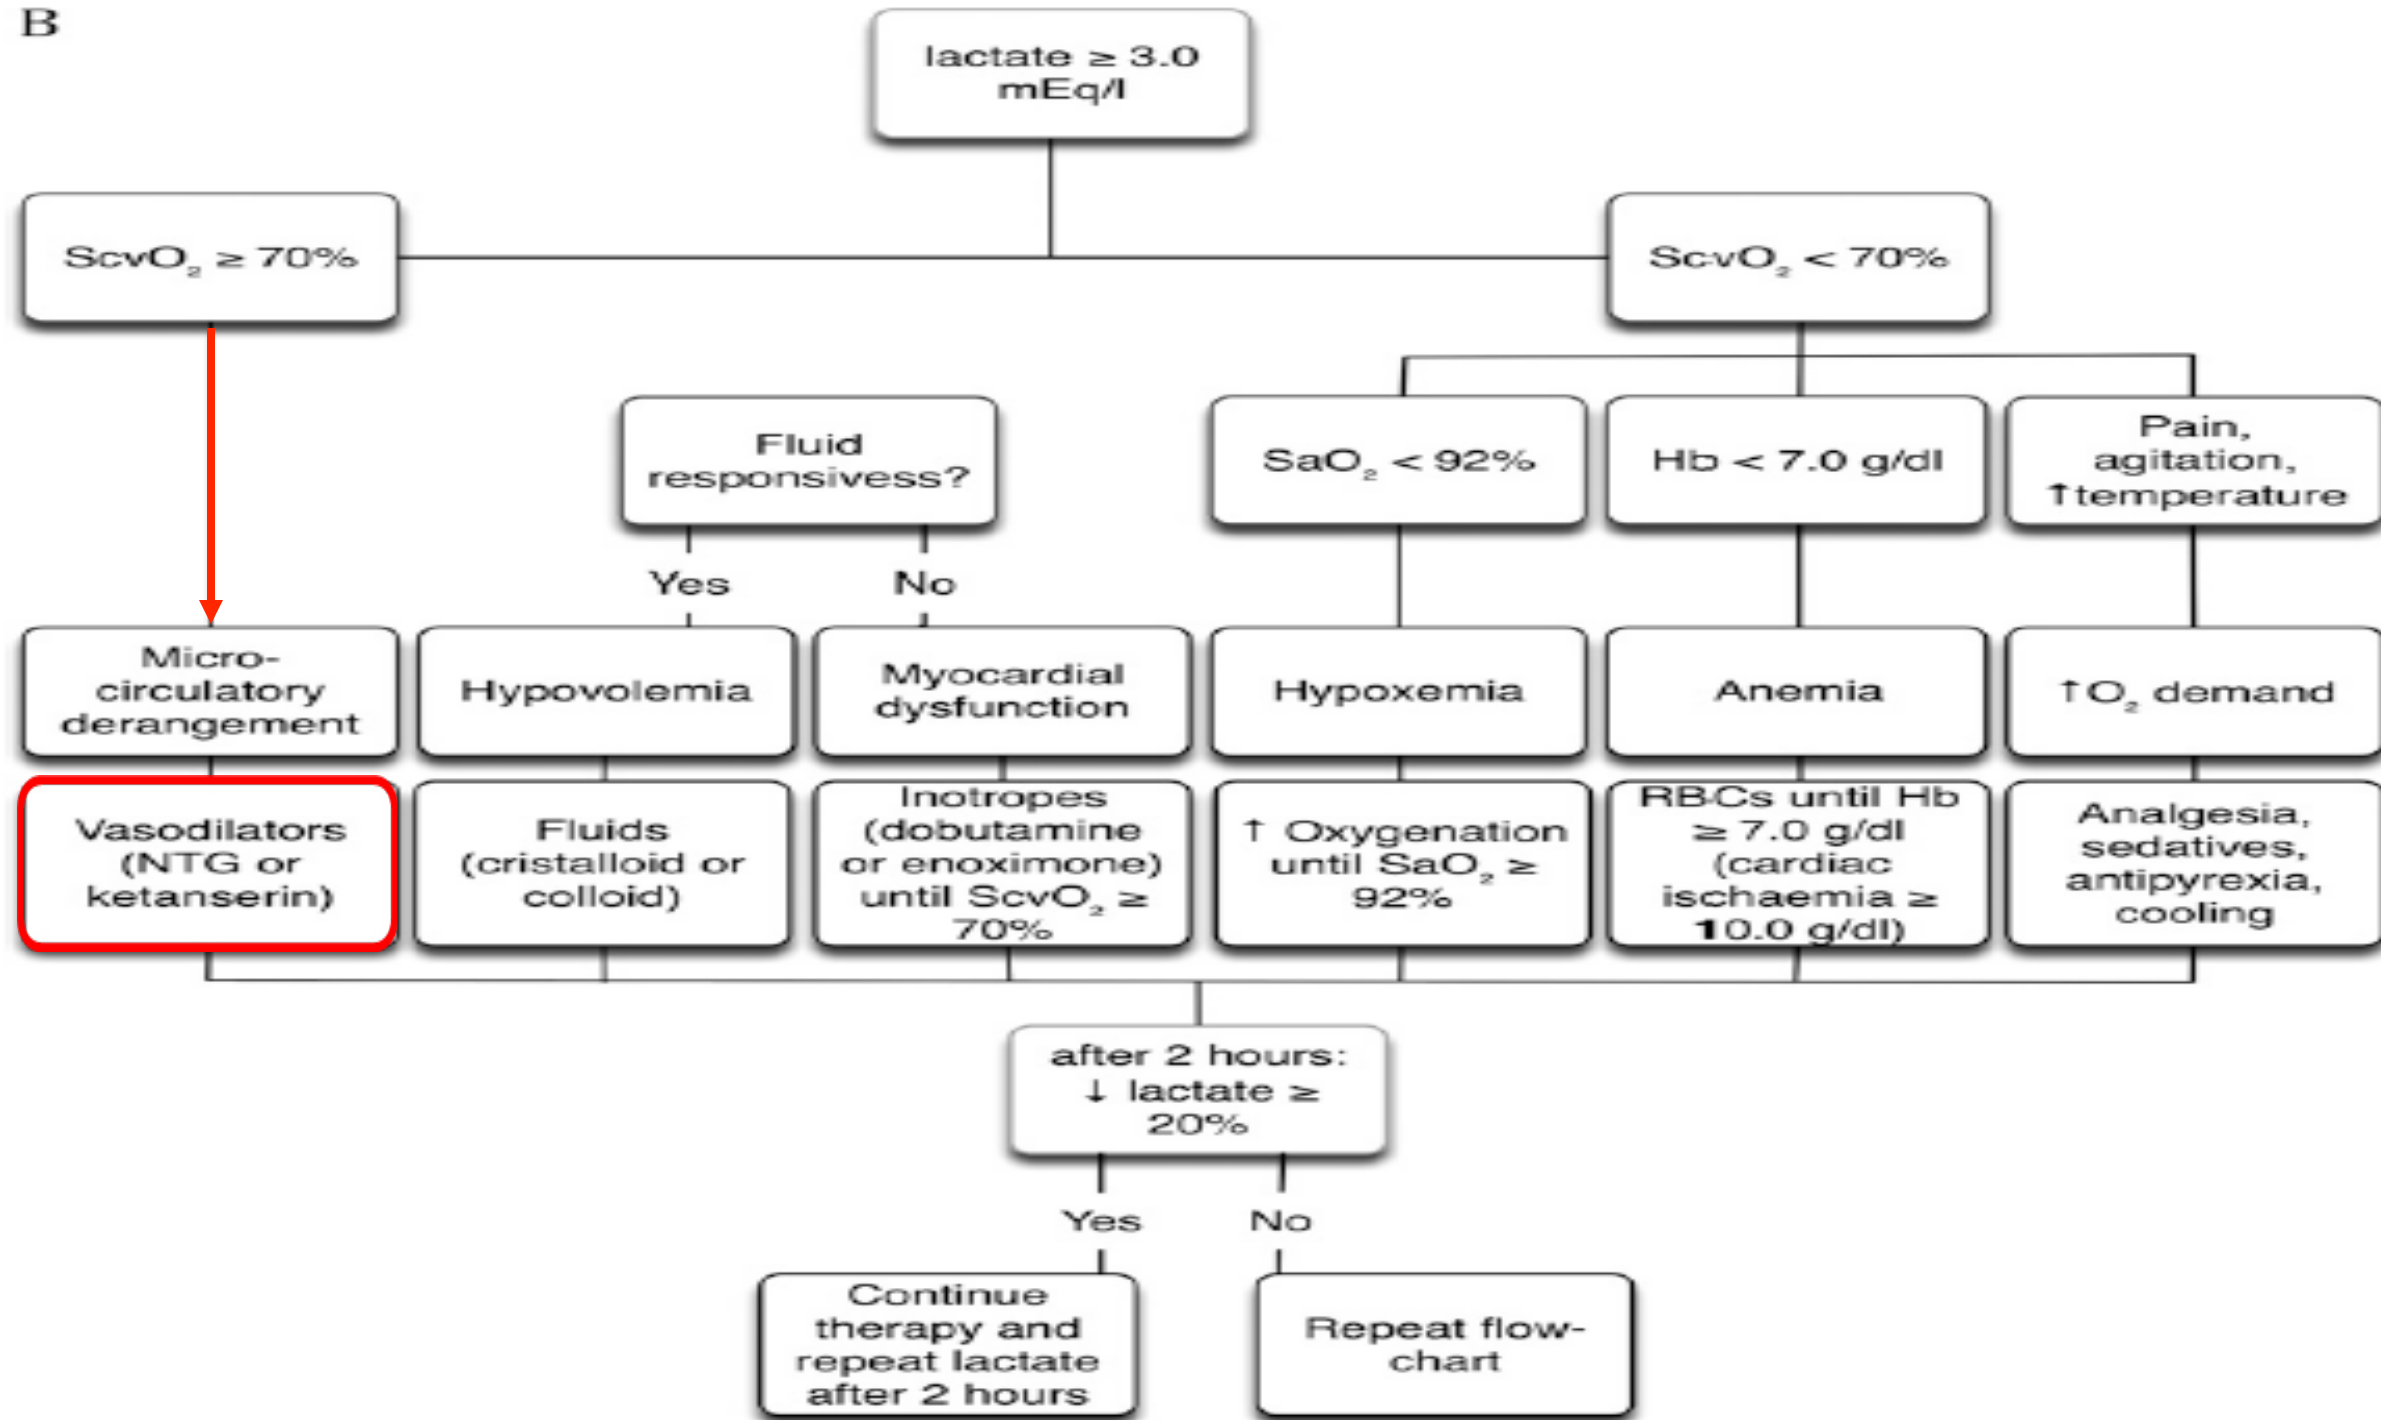 B
lactate ≥ 3.0
mEq/l
ScvO₂ ≥ 70%
ScvO₂ < 70%
Fluid
responsivess?
SaO₂ < 92%
Hb < 7.0 g/dl
Pain,
agitation,
↑temperature
Yes
No
Micro-
circulatory
derangement
Hypovolemia
Myocardial
dysfunction
Hypoxemia
Anemia
↑O₂ demand
Vasodilators
(NTG or
ketanserin)
Fluids
(cristalloid or
colloid)
Inotropes
(dobutamine
or enoximone)
until ScvO₂ ≥
70%
↑ Oxygenation
until SaO₂ ≥
92%
RBCs until Hb
≥ 7.0 g/dl
(cardiac
ischaemia ≥
10.0 g/dl)
Analgesia,
sedatives,
antipyrexia,
cooling
after 2 hours:
↓ lactate ≥
20%
Yes
No
Continue
therapy and
repeat lactate
after 2 hours
Repeat flow-
chart